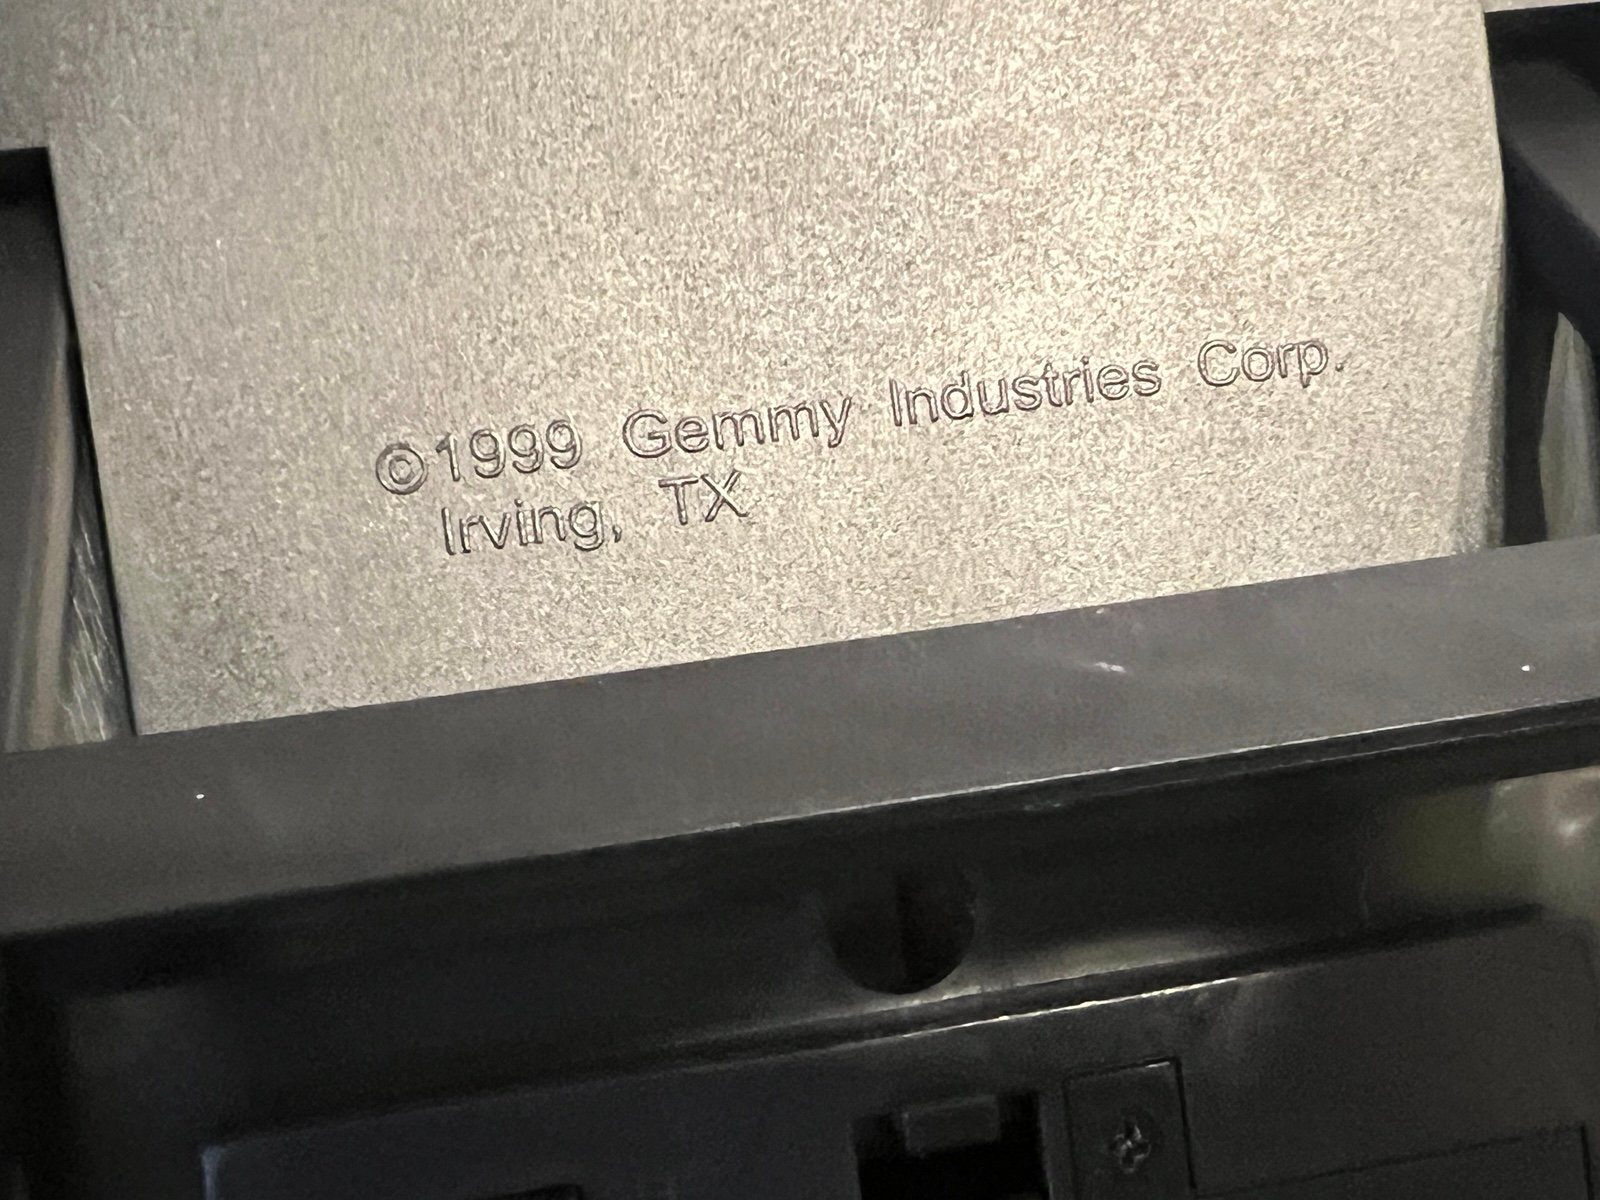 ©1999 Gemmy Industries Corp.
Irving, TX